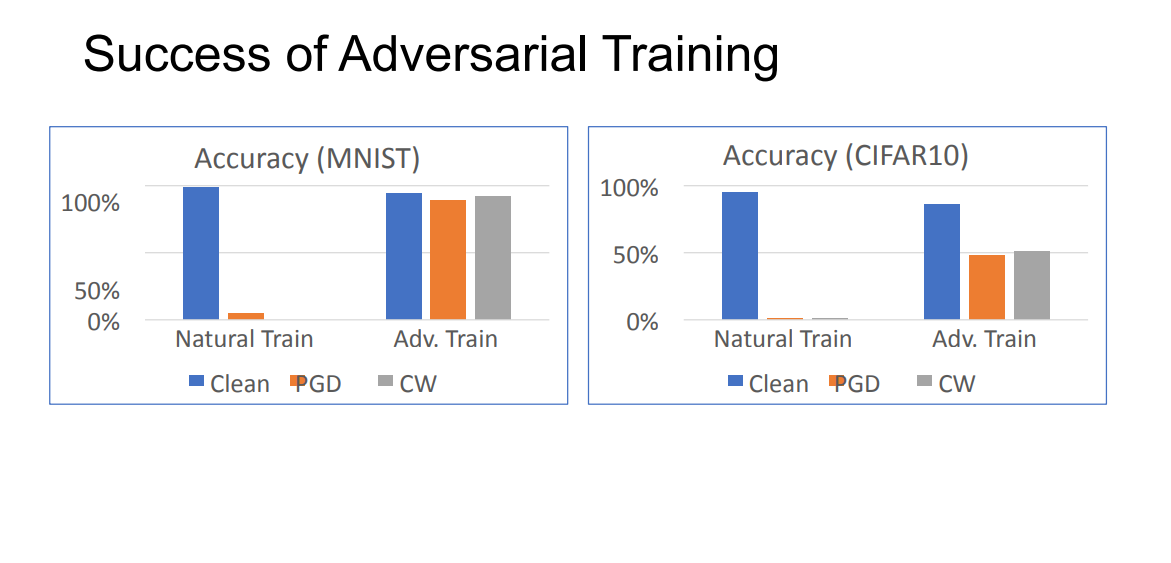 Success of Adversarial Training
Accuracy (MNIST)
100%
50%
0%
Natural Train Adv. Train
Clean PGD CW
Accuracy (CIFAR10)
100%
50%
0%
Natural Train Adv. Train
Clean PGD CW